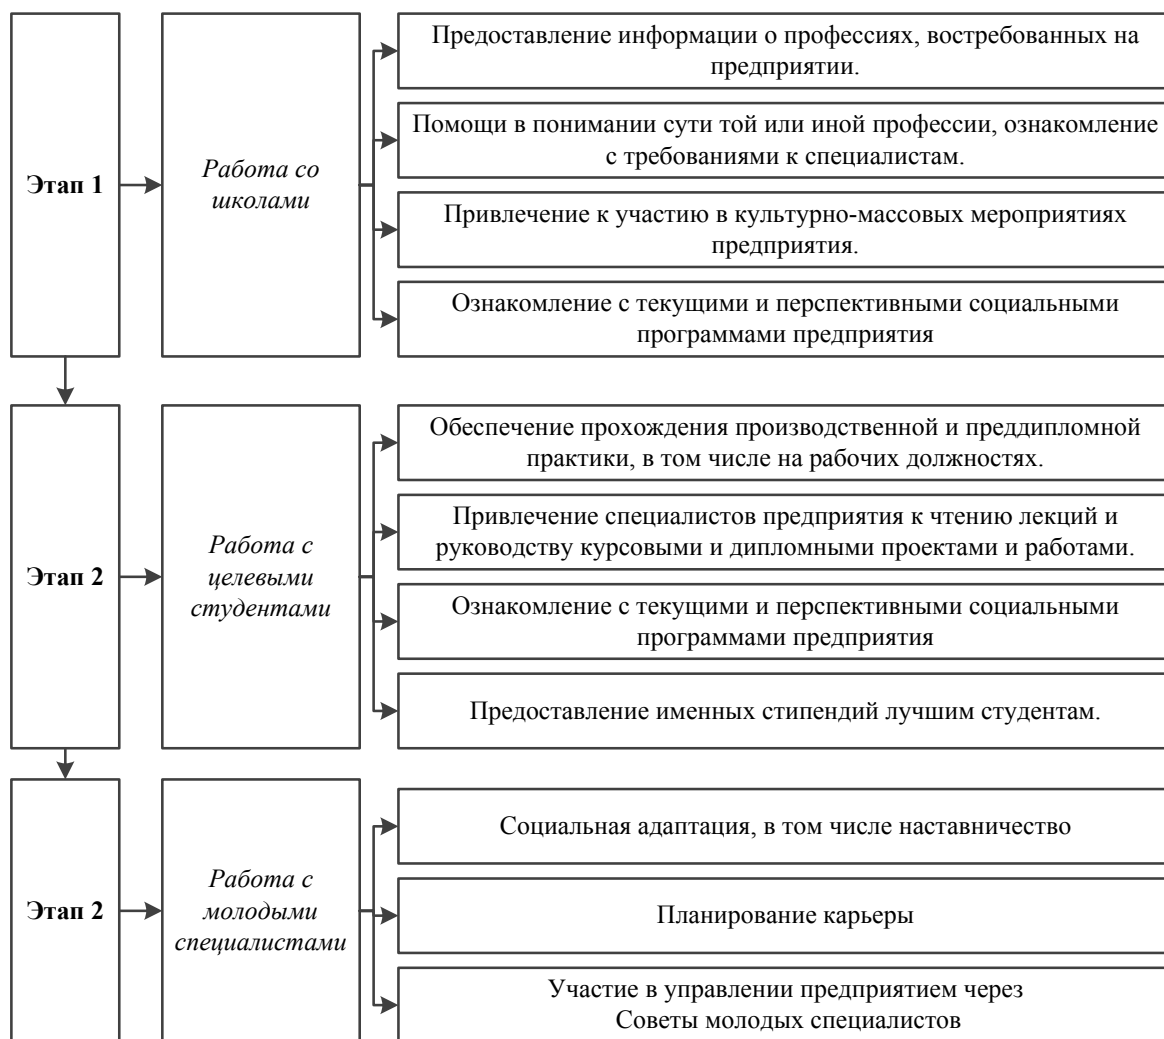 Этап 1
Работа со
школами
Предоставление информации о профессиях, востребованных на
предприятии.
Помощи в понимании сути той или иной профессии, ознакомление
с требованиями к специалистам.
Привлечение к участию в культурно-массовых мероприятиях
предприятия.
Ознакомление с текущими и перспективными социальными
программами предприятия
Этап 2
Работа с
целевыми
студентами
Обеспечение прохождения производственной и преддипломной
практики, в том числе на рабочих должностях.
Привлечение специалистов предприятия к чтению лекций и
руководству курсовыми и дипломными проектами и работами.
Ознакомление с текущими и перспективными социальными
программами предприятия
Предоставление именных стипендий лучшим студентам.
Этап 2
Работа с
молодыми
специалистами
Социальная адаптация, в том числе наставничество
Планирование карьеры
Участие в управлении предприятием через
Советы молодых специалистов